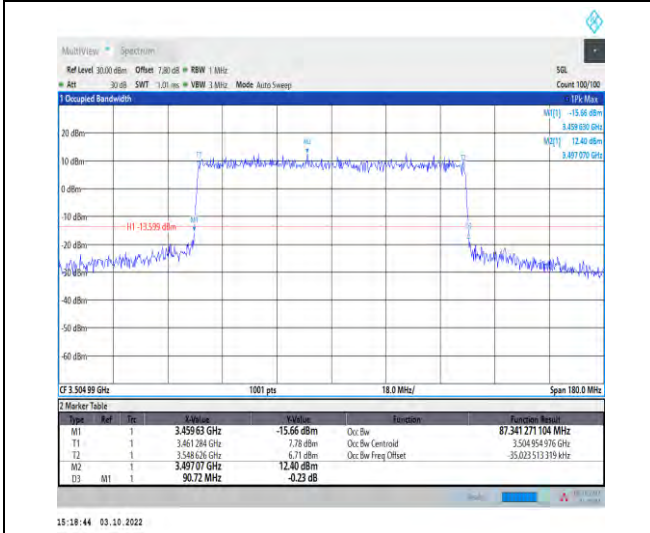 MultiView Spectrum
Ref Level 30.00 dBm Offset 7.80 dB RBW 1 MHz SGL
Att 30 dB SWT 1.01 ms VBW 3 MHz Mode Auto Sweep Count 100/100
1 Occupied Bandwidth 1Pk Max
M1[1] -15.66 dBm
3.459 630 GHz
M2[1] 12.40 dBm
3.497 070 GHz
20 dBm
M2
10 dBm
T1 T2
0 dBm
-10 dBm
M1
H1 -13.599 dBm
-20 dBm
-30 dBm
-40 dBm
-50 dBm
-60 dBm
CF 3.504 99 GHz 1001 pts 18.0 MHz/ Span 180.0 MHz
2 Marker Table
Type Ref Trc X-Value Y-Value Function Function Result
M1 1 3.459 63 GHz -15.66 dBm Occ Bw 87.341 271 104 MHz
T1 1 3.461 284 GHz 7.78 dBm Occ Bw Centroid 3.504 954 976 GHz
T2 1 3.548 626 GHz 6.71 dBm Occ Bw Freq Offset -35.023 513 319 kHz
M2 1 3.497 07 GHz 12.40 dBm
D3 M1 1 90.72 MHz -0.23 dB
15:18:44 03.10.2022